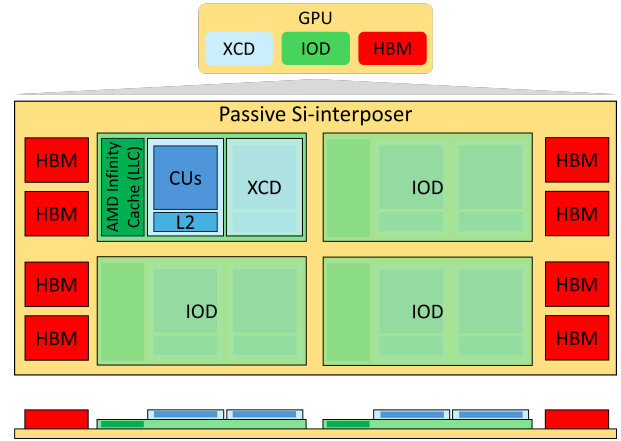 GPU
XCD
IOD
HBM
Passive Si-interposer
HBM
HBM
AMD Infinity
Cache (LLC)
CUs
L2
XCD
IOD
HBM
HBM
HBM
HBM
IOD
IOD
HBM
HBM